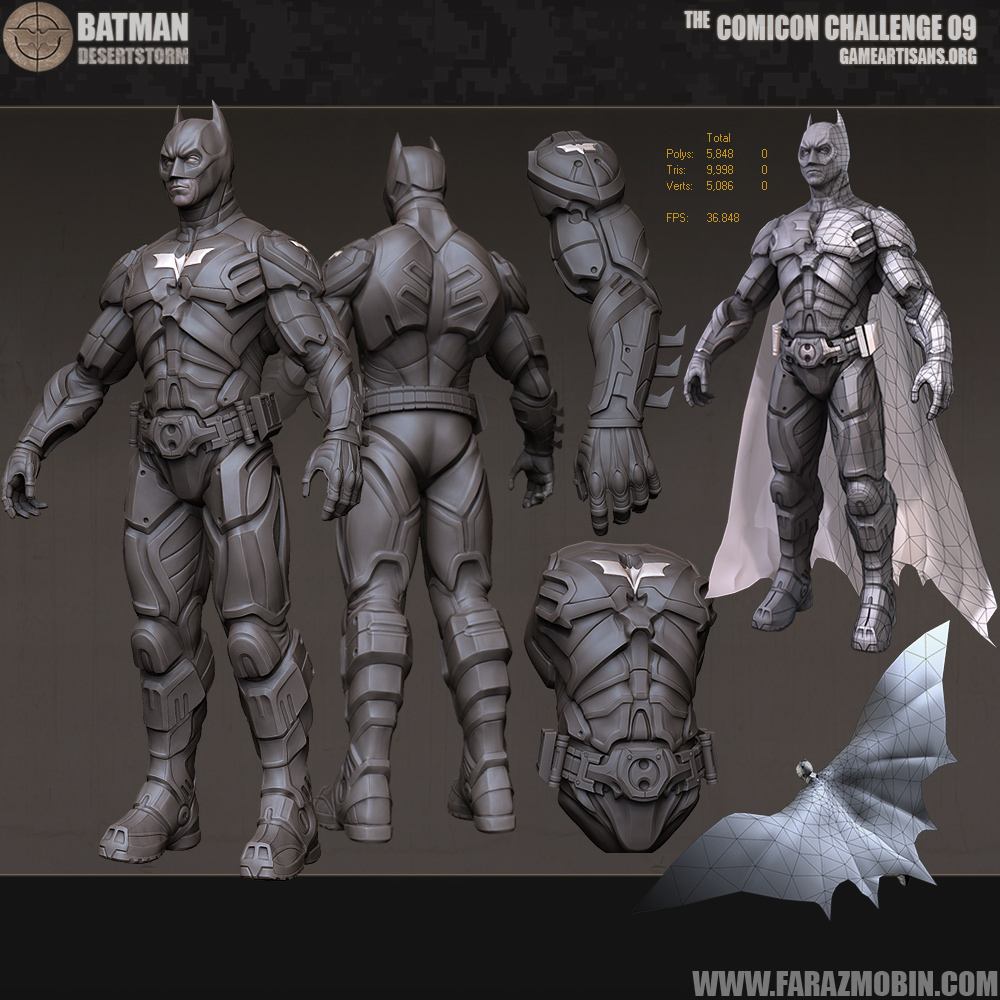 BATMAN
DESERTSTORM
THE COMICON CHALLENGE 09
GAMEARTISANS.ORG
Total
Polys: 5,848 0
Tris: 9,998 0
Verts: 5,086 0
FPS: 36.848
WWW.FARAZMOBIN.COM